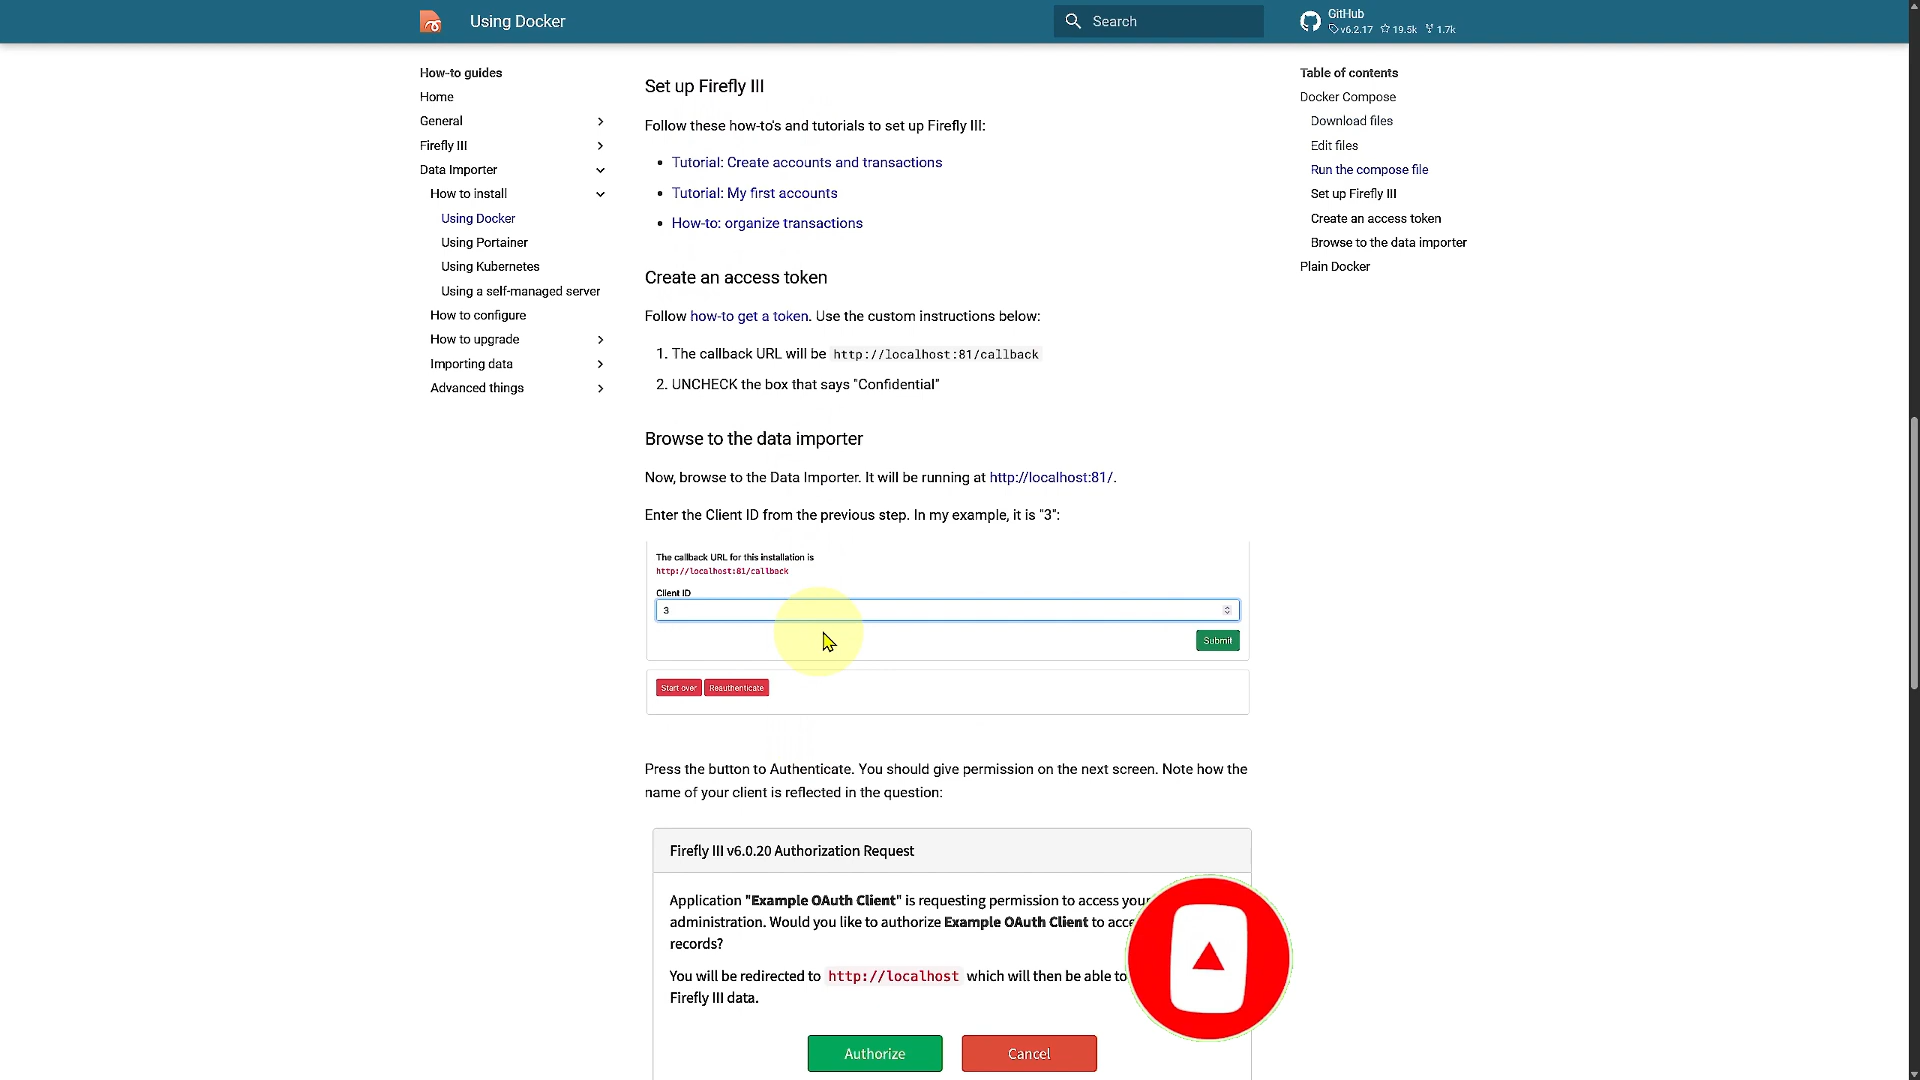 Using Docker
Search
GitHub
v6.2.17 19.5k 1.7k
How-to guides
Home
General
Firefly III
Data Importer
How to install
Using Docker
Using Portainer
Using Kubernetes
Using a self-managed server
How to configure
How to upgrade
Importing data
Advanced things
Set up Firefly III
Follow these how-to's and tutorials to set up Firefly III:
• Tutorial: Create accounts and transactions
• Tutorial: My first accounts
• How-to: organize transactions
Create an access token
Follow how-to get a token. Use the custom instructions below:
1. The callback URL will be http://localhost:81/callback
2. UNCHECK the box that says "Confidential"
Browse to the data importer
Now, browse to the Data Importer. It will be running at http://localhost:81/.
Enter the Client ID from the previous step. In my example, it is "3":
The callback URL for this installation is
http://localhost:81/callback
Client ID
3
Submit
Start over Reauthenticate
Press the button to Authenticate. You should give permission on the next screen. Note how the
name of your client is reflected in the question:
Firefly III v6.0.20 Authorization Request
Application "Example OAuth Client" is requesting permission to access your
administration. Would you like to authorize Example OAuth Client to
records?
You will be redirected to http://localhost which will then be able to
Firefly III data.
Authorize
Cancel
Table of contents
Docker Compose
Download files
Edit files
Run the compose file
Set up Firefly III
Create an access token
Browse to the data importer
Plain Docker